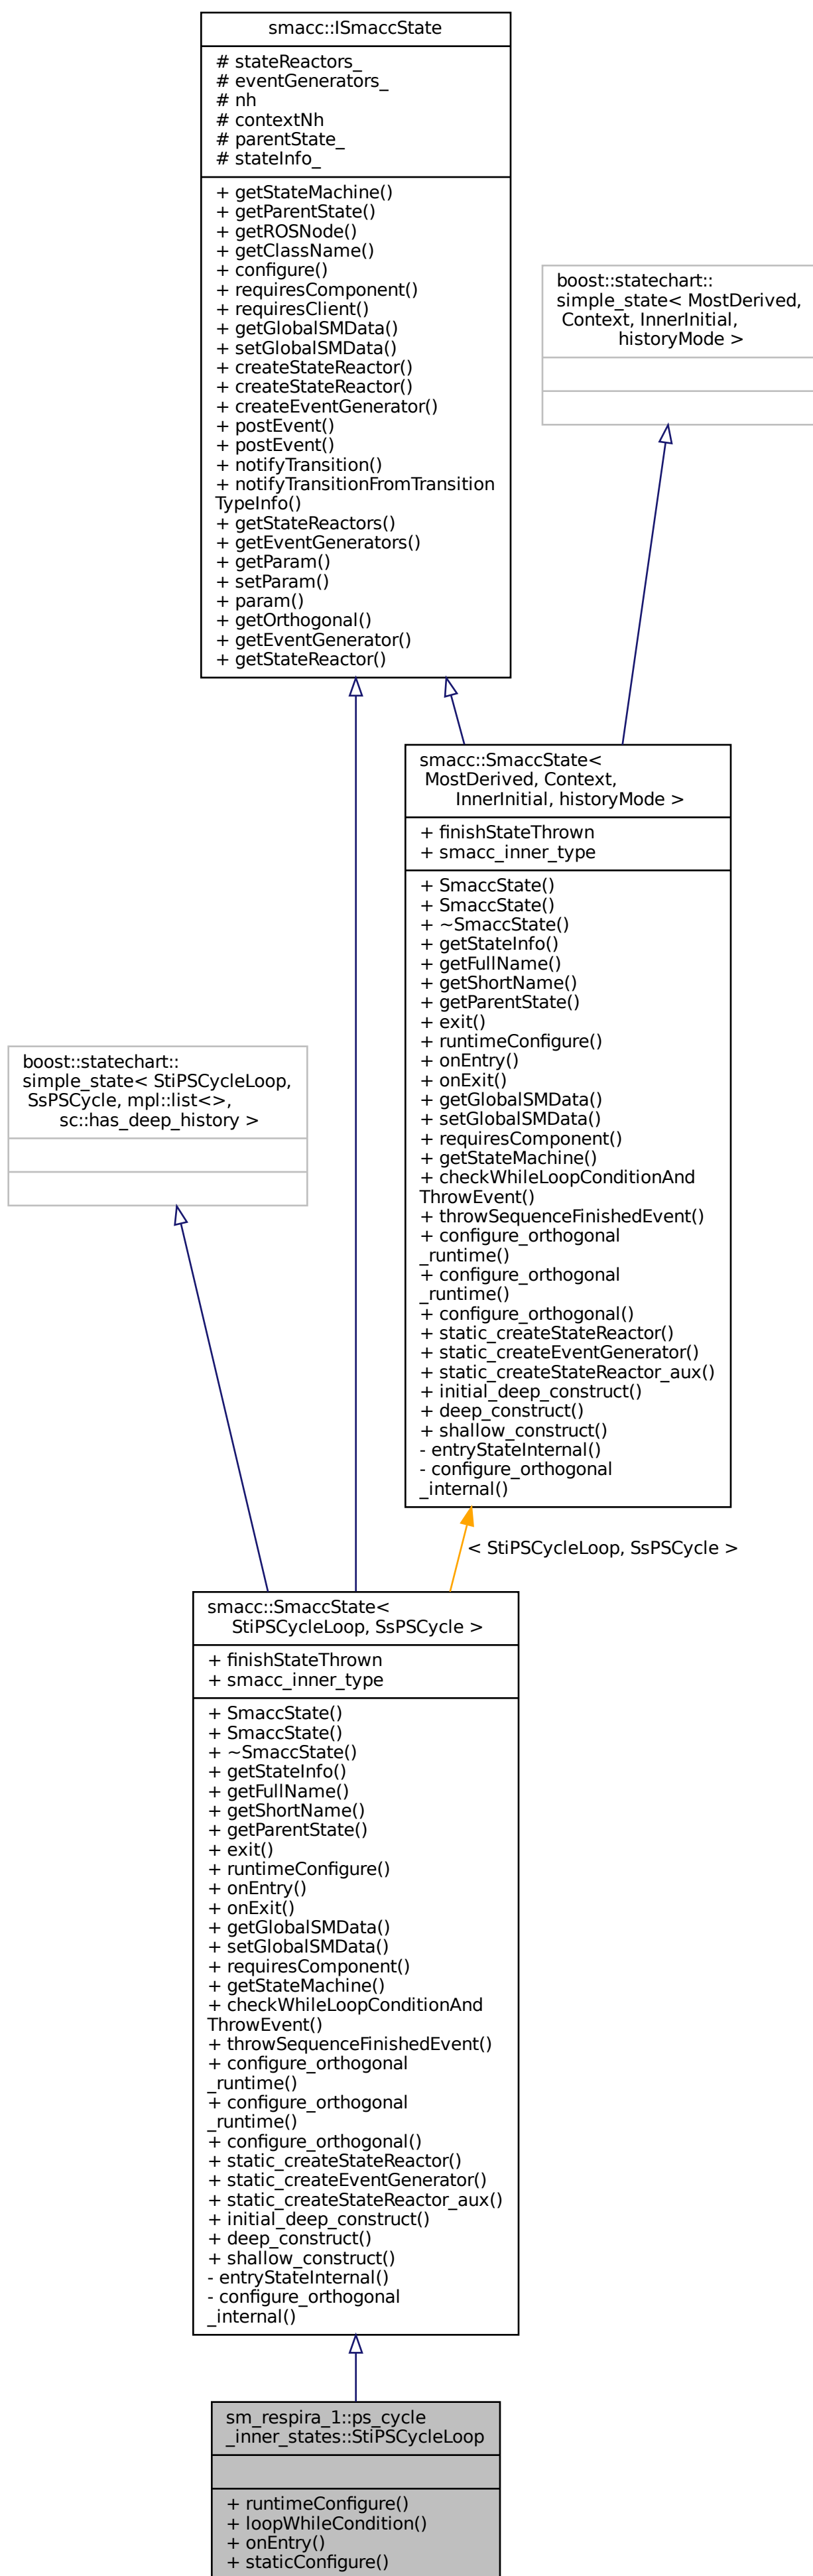 smacc::ISmaccState
# stateReactors_
# eventGenerators_
# nh
# contextNh
# parentState_
# stateInfo_
+ getStateMachine()
+ getParentState()
+ getROSNode()
+ getClassName()
+ configure()
+ requiresComponent()
+ requiresClient()
+ getGlobalSMData()
+ setGlobalSMData()
+ createStateReactor()
+ createStateReactor()
+ createEventGenerator()
+ postEvent()
+ postEvent()
+ notifyTransition()
+ notifyTransitionFromTransition
TypeInfo()
+ getStateReactors()
+ getEventGenerators()
+ getParam()
+ setParam()
+ param()
+ getOrthogonal()
+ getEventGenerator()
+ getStateReactor()
boost::statechart::
simple_state< MostDerived,
Context, InnerInitial,
historyMode >
smacc::SmaccState<
MostDerived, Context,
InnerInitial, historyMode >
+ finishStateThrown
+ smacc_inner_type
+ SmaccState()
+ SmaccState()
+ ~SmaccState()
+ getStateInfo()
+ getFullName()
+ getShortName()
+ getParentState()
+ exit()
+ runtimeConfigure()
+ onEntry()
+ onExit()
+ getGlobalSMData()
+ setGlobalSMData()
+ requiresComponent()
+ getStateMachine()
+ checkWhileLoopConditionAnd
ThrowEvent()
+ throwSequenceFinishedEvent()
+ configure_orthogonal
_runtime()
+ configure_orthogonal
_runtime()
+ configure_orthogonal()
+ static_createStateReactor()
+ static_createEventGenerator()
+ static_createStateReactor_aux()
+ initial_deep_construct()
+ deep_construct()
+ shallow_construct()
- entryStateInternal()
- configure_orthogonal
_internal()
boost::statechart::
simple_state< StiPSCycleLoop,
SsPSCycle, mpl::list<>,
sc::has_deep_history >
< StiPSCycleLoop, SsPSCycle >
smacc::SmaccState<
StiPSCycleLoop, SsPSCycle >
+ finishStateThrown
+ smacc_inner_type
+ SmaccState()
+ SmaccState()
+ ~SmaccState()
+ getStateInfo()
+ getFullName()
+ getShortName()
+ getParentState()
+ exit()
+ runtimeConfigure()
+ onEntry()
+ onExit()
+ getGlobalSMData()
+ setGlobalSMData()
+ requiresComponent()
+ getStateMachine()
+ checkWhileLoopConditionAnd
ThrowEvent()
+ throwSequenceFinishedEvent()
+ configure_orthogonal
_runtime()
+ configure_orthogonal
_runtime()
+ configure_orthogonal()
+ static_createStateReactor()
+ static_createEventGenerator()
+ static_createStateReactor_aux()
+ initial_deep_construct()
+ deep_construct()
+ shallow_construct()
- entryStateInternal()
- configure_orthogonal
_internal()
sm_respira_1::ps_cycle
_inner_states::StiPSCycleLoop
+ runtimeConfigure()
+ loopWhileCondition()
+ onEntry()
+ staticConfigure()